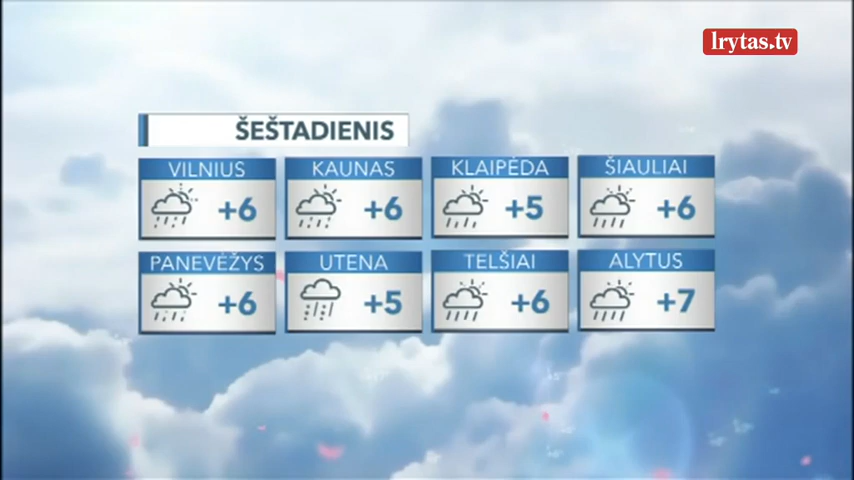 lrytas.tv
ŠEŠTADIENIS
VILNIUS KAUNAS KLAIPĖDA ŠIAULIAI
+6 +6 +5 +6
PANEVĖŽYS UTENA TELŠIAI ALYTUS
+6 +5 +6 +7